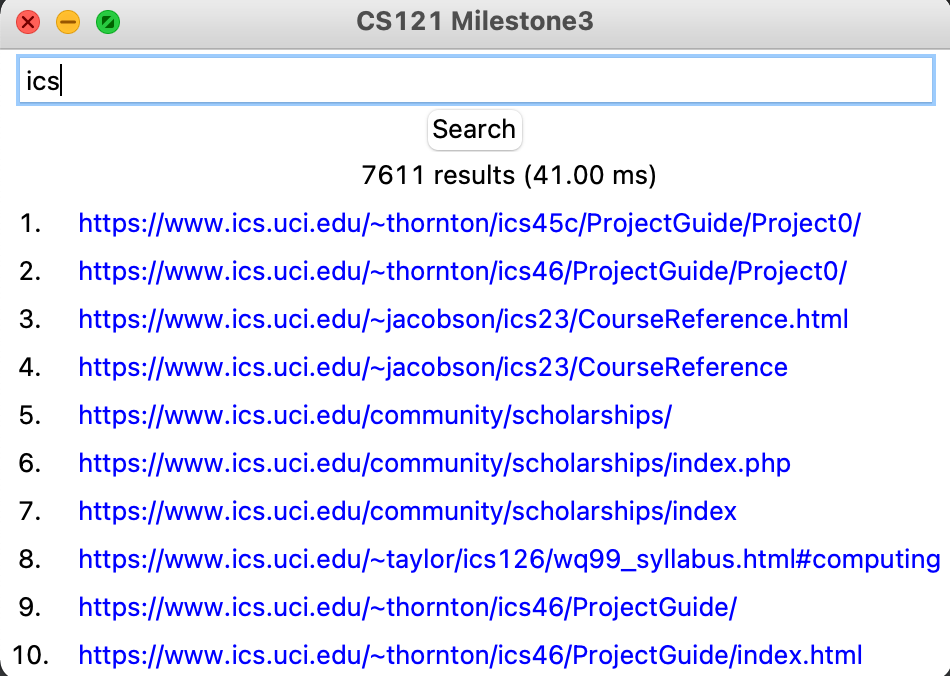 CS121 Milestone3
ics
Search
7611 results (41.00 ms)
1. https://www.ics.uci.edu/~thornton/ics45c/ProjectGuide/Project0/
2. https://www.ics.uci.edu/~thornton/ics46/ProjectGuide/Project0/
3. https://www.ics.uci.edu/~jacobson/ics23/CourseReference.html
4. https://www.ics.uci.edu/~jacobson/ics23/CourseReference
5. https://www.ics.uci.edu/community/scholarships/
6. https://www.ics.uci.edu/community/scholarships/index.php
7. https://www.ics.uci.edu/community/scholarships/index
8. https://www.ics.uci.edu/~taylor/ics126/wq99_syllabus.html#computing
9. https://www.ics.uci.edu/~thornton/ics46/ProjectGuide/
10. https://www.ics.uci.edu/~thornton/ics46/ProjectGuide/index.html